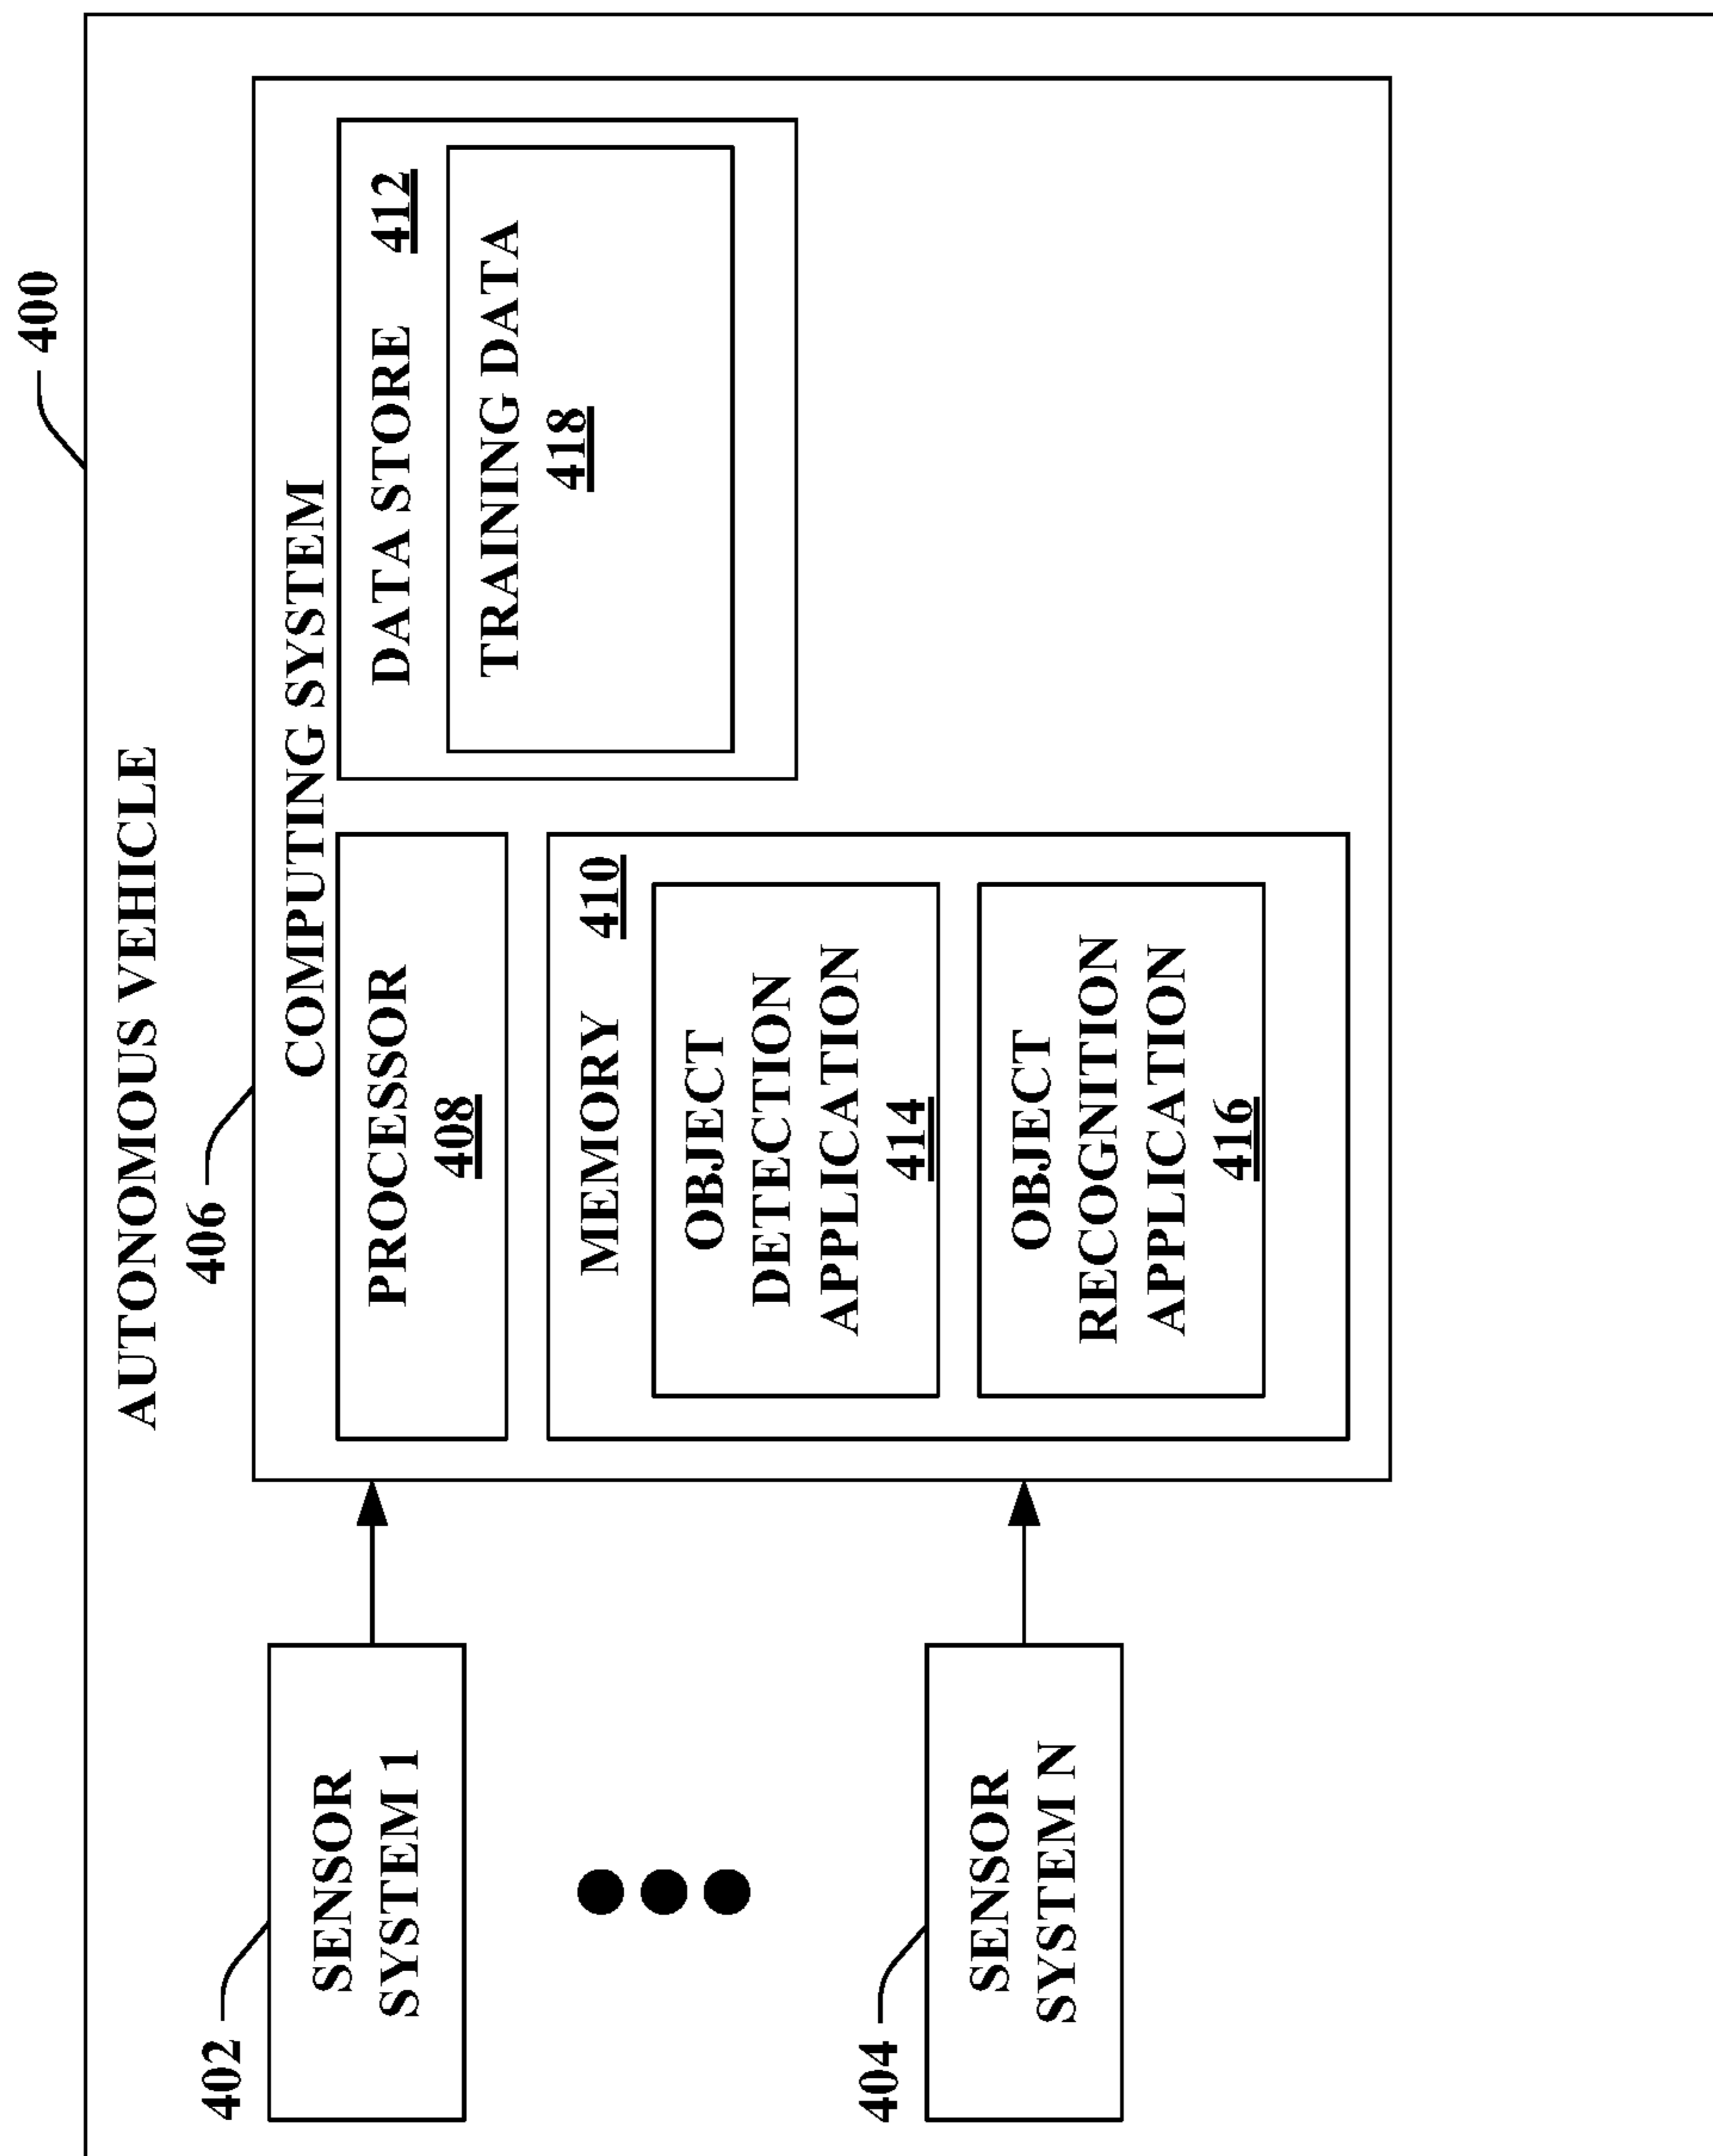 400
AUTONOMOUS VEHICLE
402
SENSOR
SYSTEM 1
404
SENSOR
SYSTEM N
406
COMPUTING SYSTEM
PROCESSOR
408
MEMORY 410
OBJECT
DETECTION
APPLICATION
414
OBJECT
RECOGNITION
APPLICATION
416
DATA STORE 412
TRAINING DATA
418